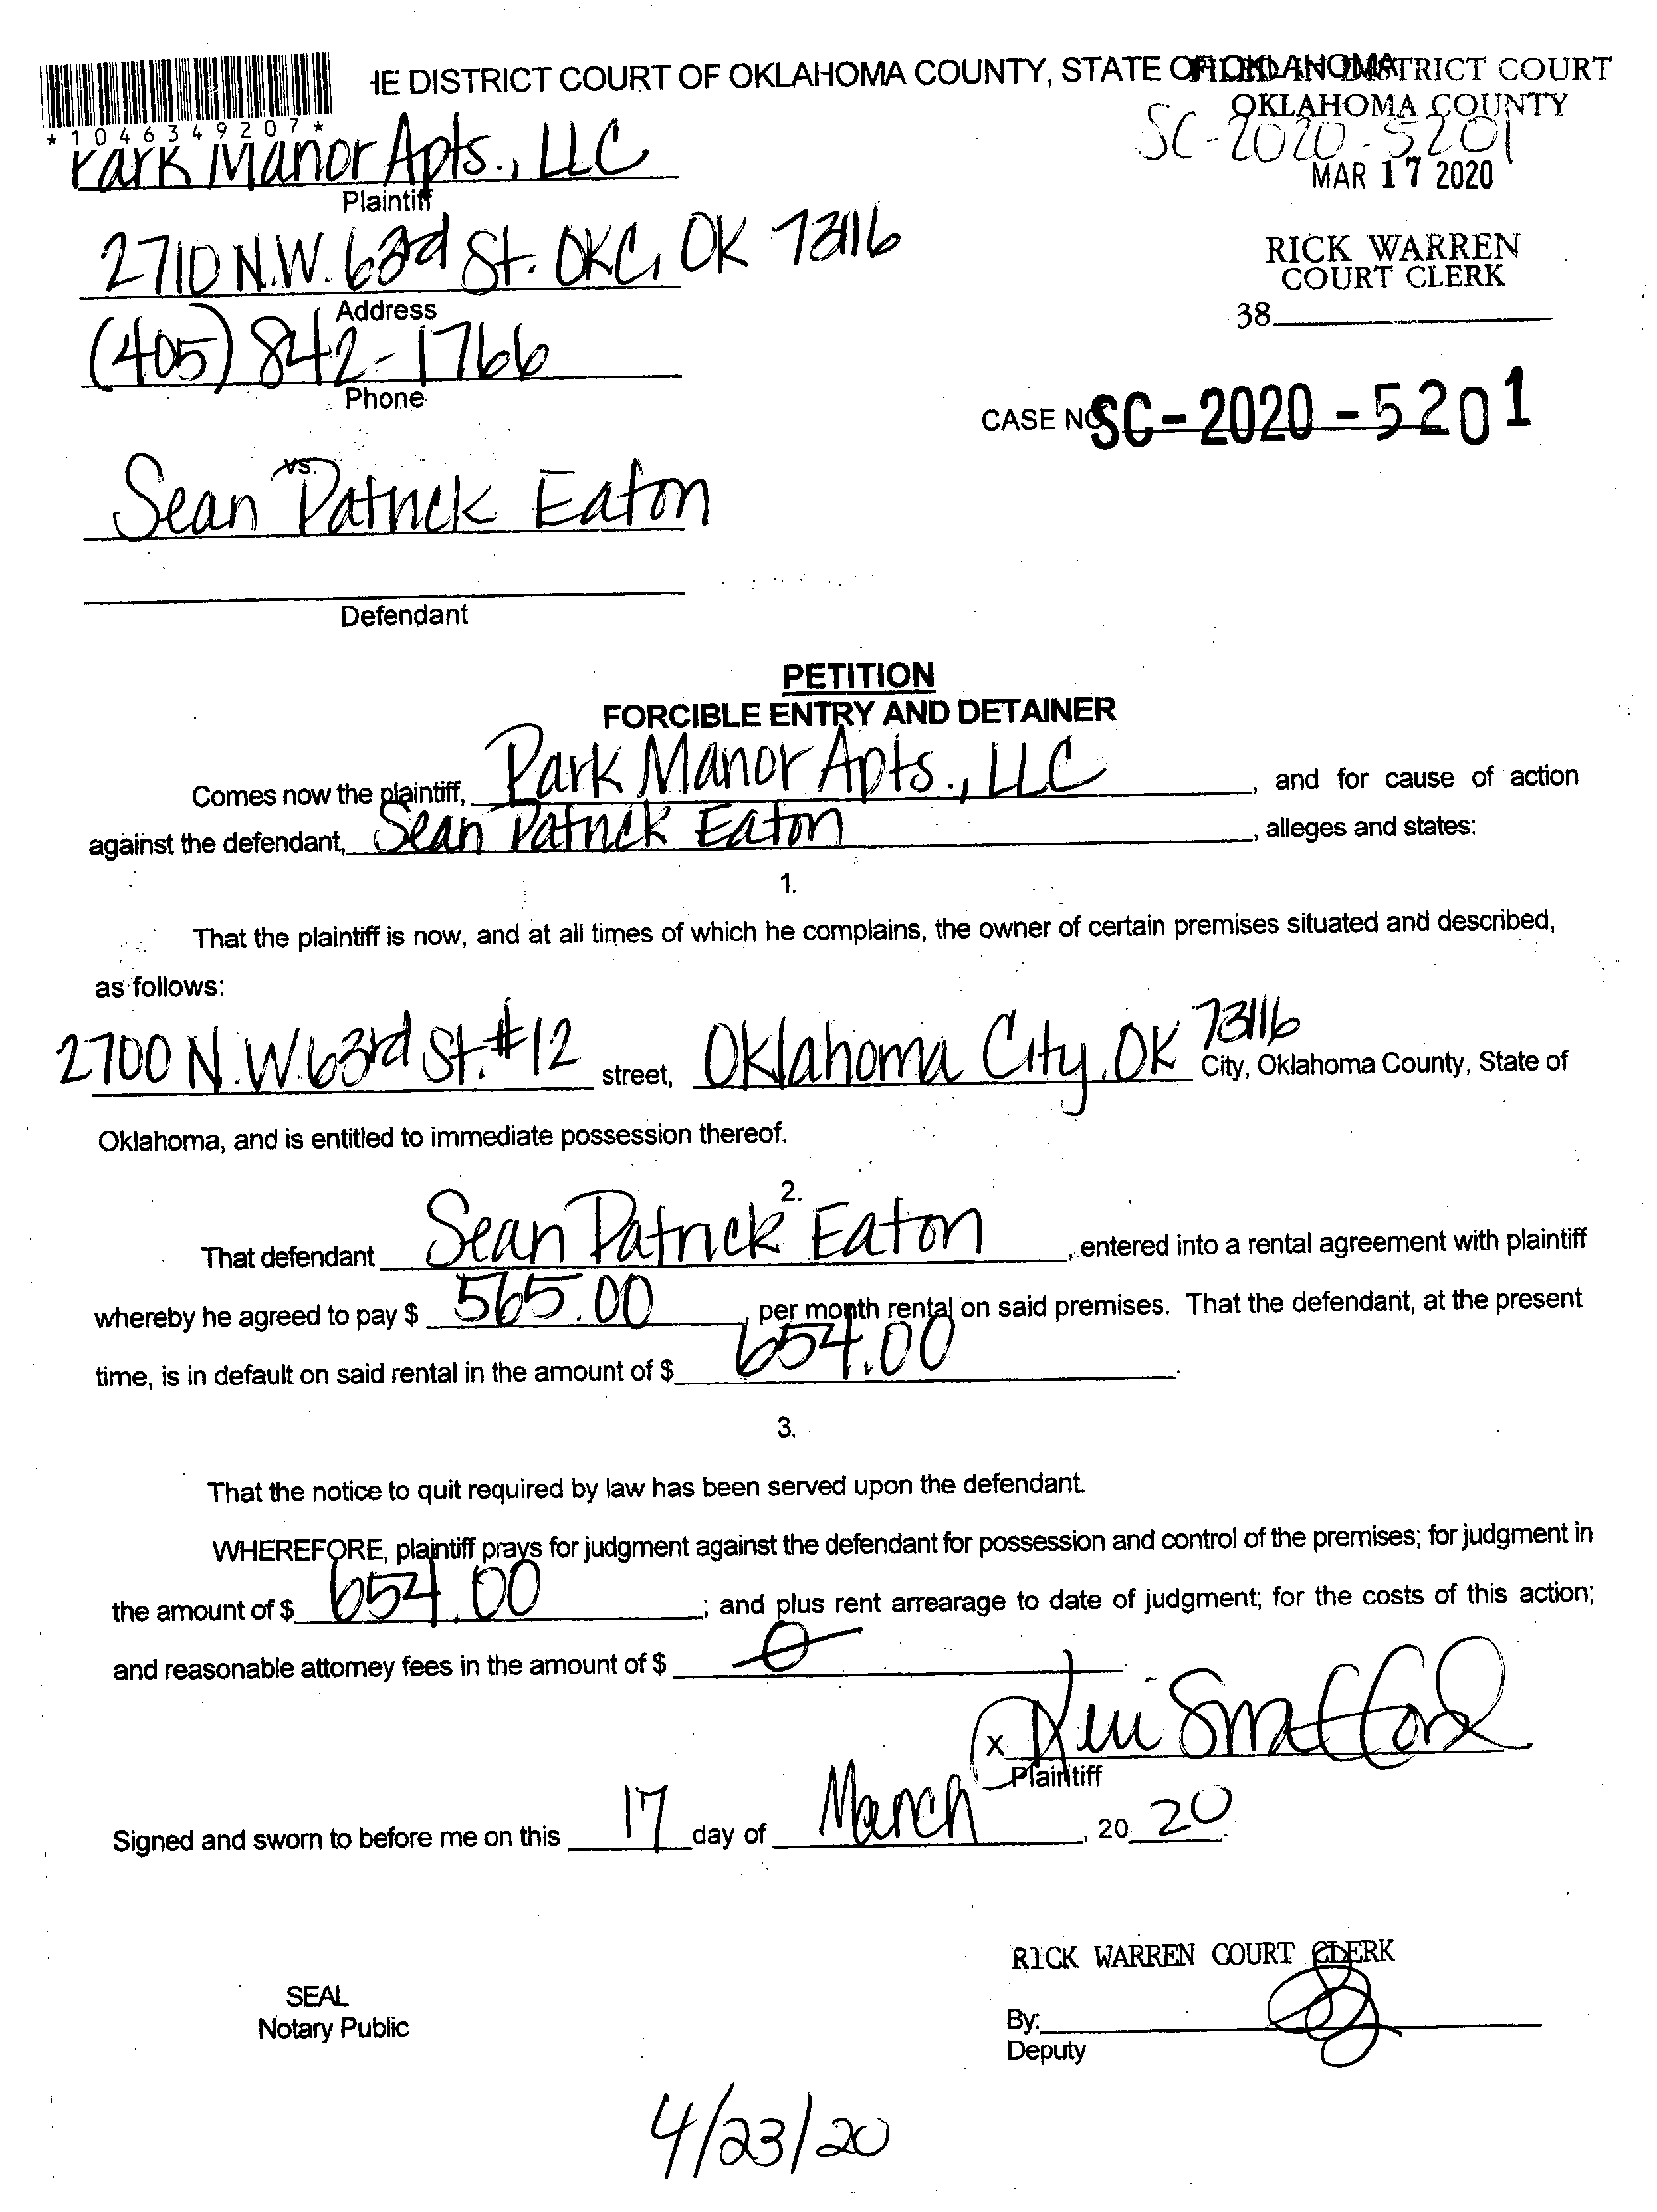 IE DISTRICT COURT OF OKLAHOMA COUNTY, STATE OF OKLAHOMA
DISTRICT COURT
OKLAHOMA COUNTY
*1046349207*
SC-2020-5201
Park Manor Apts., LLC
MAR 17 2020
Plaintiff
2710 N.W. 63rd St. OKC, OK 73116
RICK WARREN
COURT CLERK
Address
38
(405) 842-1766
Phone
CASE NO SC-2020-5201
vs.
Sean Patrick Eaton
Defendant
PETITION
FORCIBLE ENTRY AND DETAINER
Comes now the plaintiff, Park Manor Apts., LLC, and for cause of action
against the defendant, Sean Patrick Eaton, alleges and states:
1.
That the plaintiff is now, and at all times of which he complains, the owner of certain premises situated and described,
as follows:
2700 N.W. 63rd St. #12 street, Oklahoma City, OK 73116 City, Oklahoma County, State of
Oklahoma, and is entitled to immediate possession thereof.
2.
That defendant Sean Patrick Eaton, entered into a rental agreement with plaintiff
whereby he agreed to pay $ 565.00, per month rental on said premises. That the defendant, at the present
time, is in default on said rental in the amount of $ 654.00.
3.
That the notice to quit required by law has been served upon the defendant.
WHEREFORE, plaintiff prays for judgment against the defendant for possession and control of the premises; for judgment in
the amount of $ 654.00; and plus rent arrearage to date of judgment; for the costs of this action;
and reasonable attorney fees in the amount of $ 0
x
Plaintiff
Signed and sworn to before me on this 17 day of March, 20 20
RICK WARREN COURT CLERK
SEAL
Notary Public
By:
Deputy
4/23/20